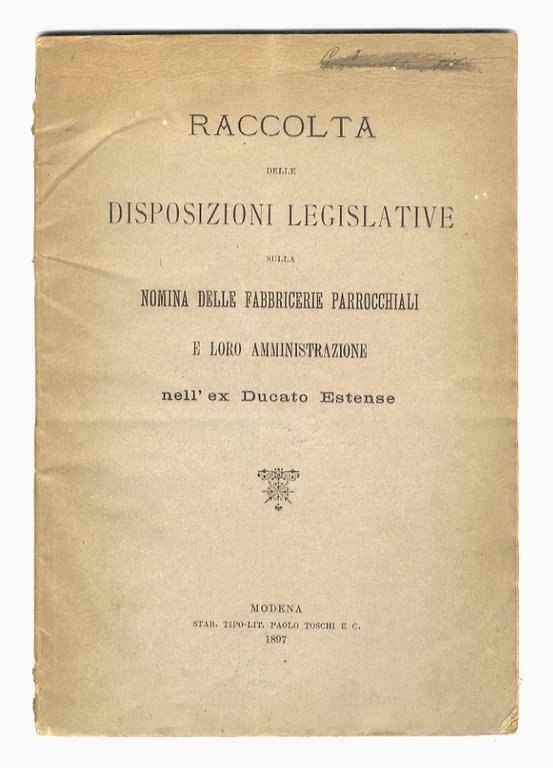 RACCOLTA
DELLE
DISPOSIZIONI LEGISLATIVE
SULLA
NOMINA DELLE FABBRICERIE PARROCCHIALI
E LORO AMMINISTRAZIONE
nell' ex Ducato Estense
MODENA
STAB. TIPO-LIT. PAOLO TOSCHI E C.
1897